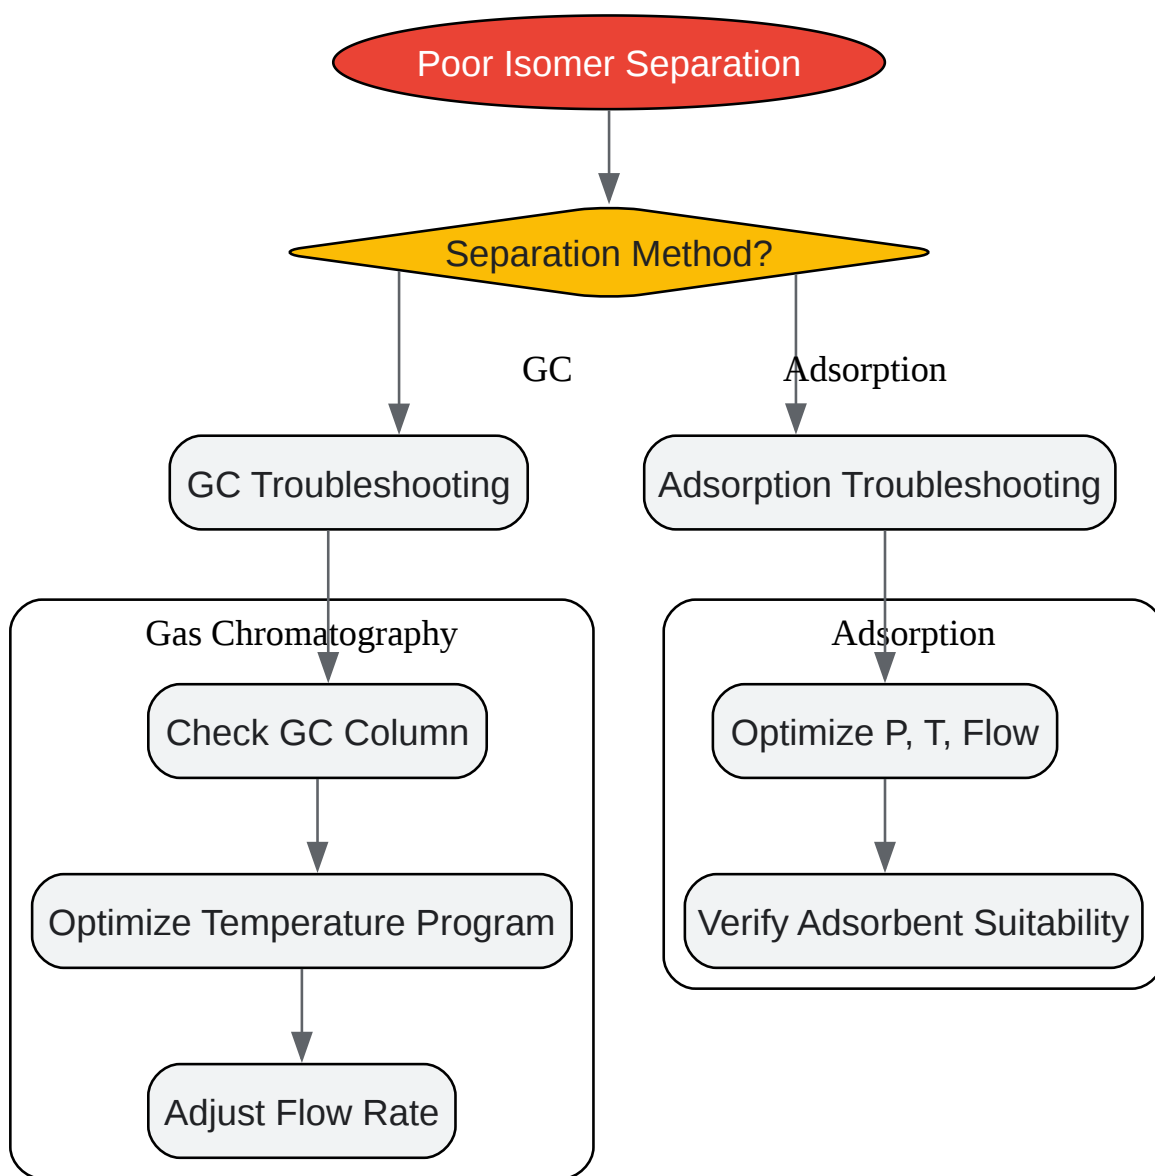 Poor Isomer Separation
Separation Method?
GC
Adsorption
GC Troubleshooting
Adsorption Troubleshooting
Gas Chromatography
Adsorption
Check GC Column
Optimize P, T, Flow
Optimize Temperature Program
Verify Adsorbent Suitability
Adjust Flow Rate